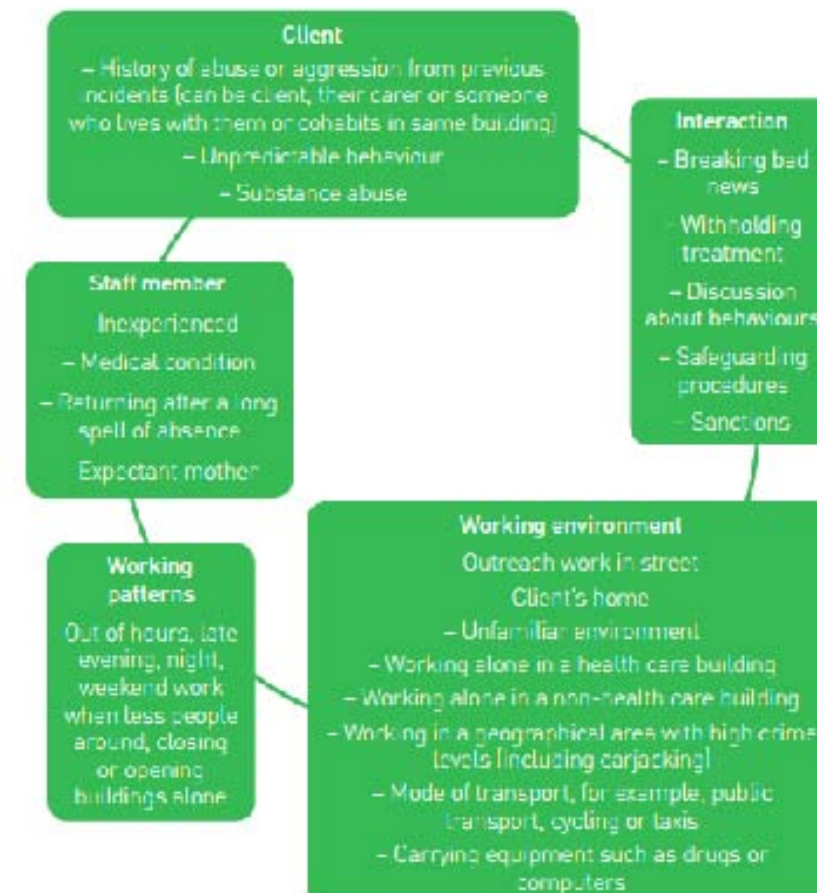 Client
– History of abuse or aggression from previous
incidents (can be client, their carer or someone
who lives with them or cohabits in same building)
– Unpredictable behaviour
– Substance abuse
Interaction
– Breaking bad
news
– Withholding
treatment
– Discussion
about behaviours
– Safeguarding
procedures
– Sanctions
Staff member
Inexperienced
– Medical condition
– Returning after a long
spell of absence
Expectant mother
Working
patterns
Out of hours, late
evening, night,
weekend work
when less people
around, closing
or opening
buildings alone
Working environment
Outreach work in street
Client's home
– Unfamiliar environment
– Working alone in a health care building
– Working alone in a non-health care building
– Working in a geographical area with high crime
levels (including carjacking)
– Mode of transport, for example, public
transport, cycling or taxis
– Carrying equipment such as drugs or
computers